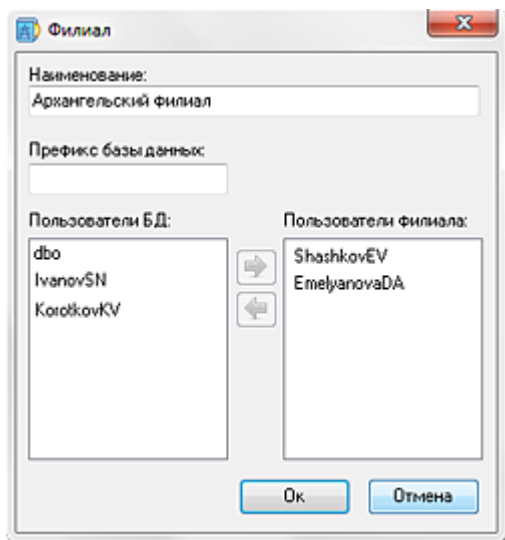 Филиал
Наименование:
Архангельский филиал
Префикс базы данных:
Пользователи БД:
Пользователи филиала:
dbo
IvanovSN
KorotkovKV
ShashkovEV
EmelyanovaDA
Ок
Отмена